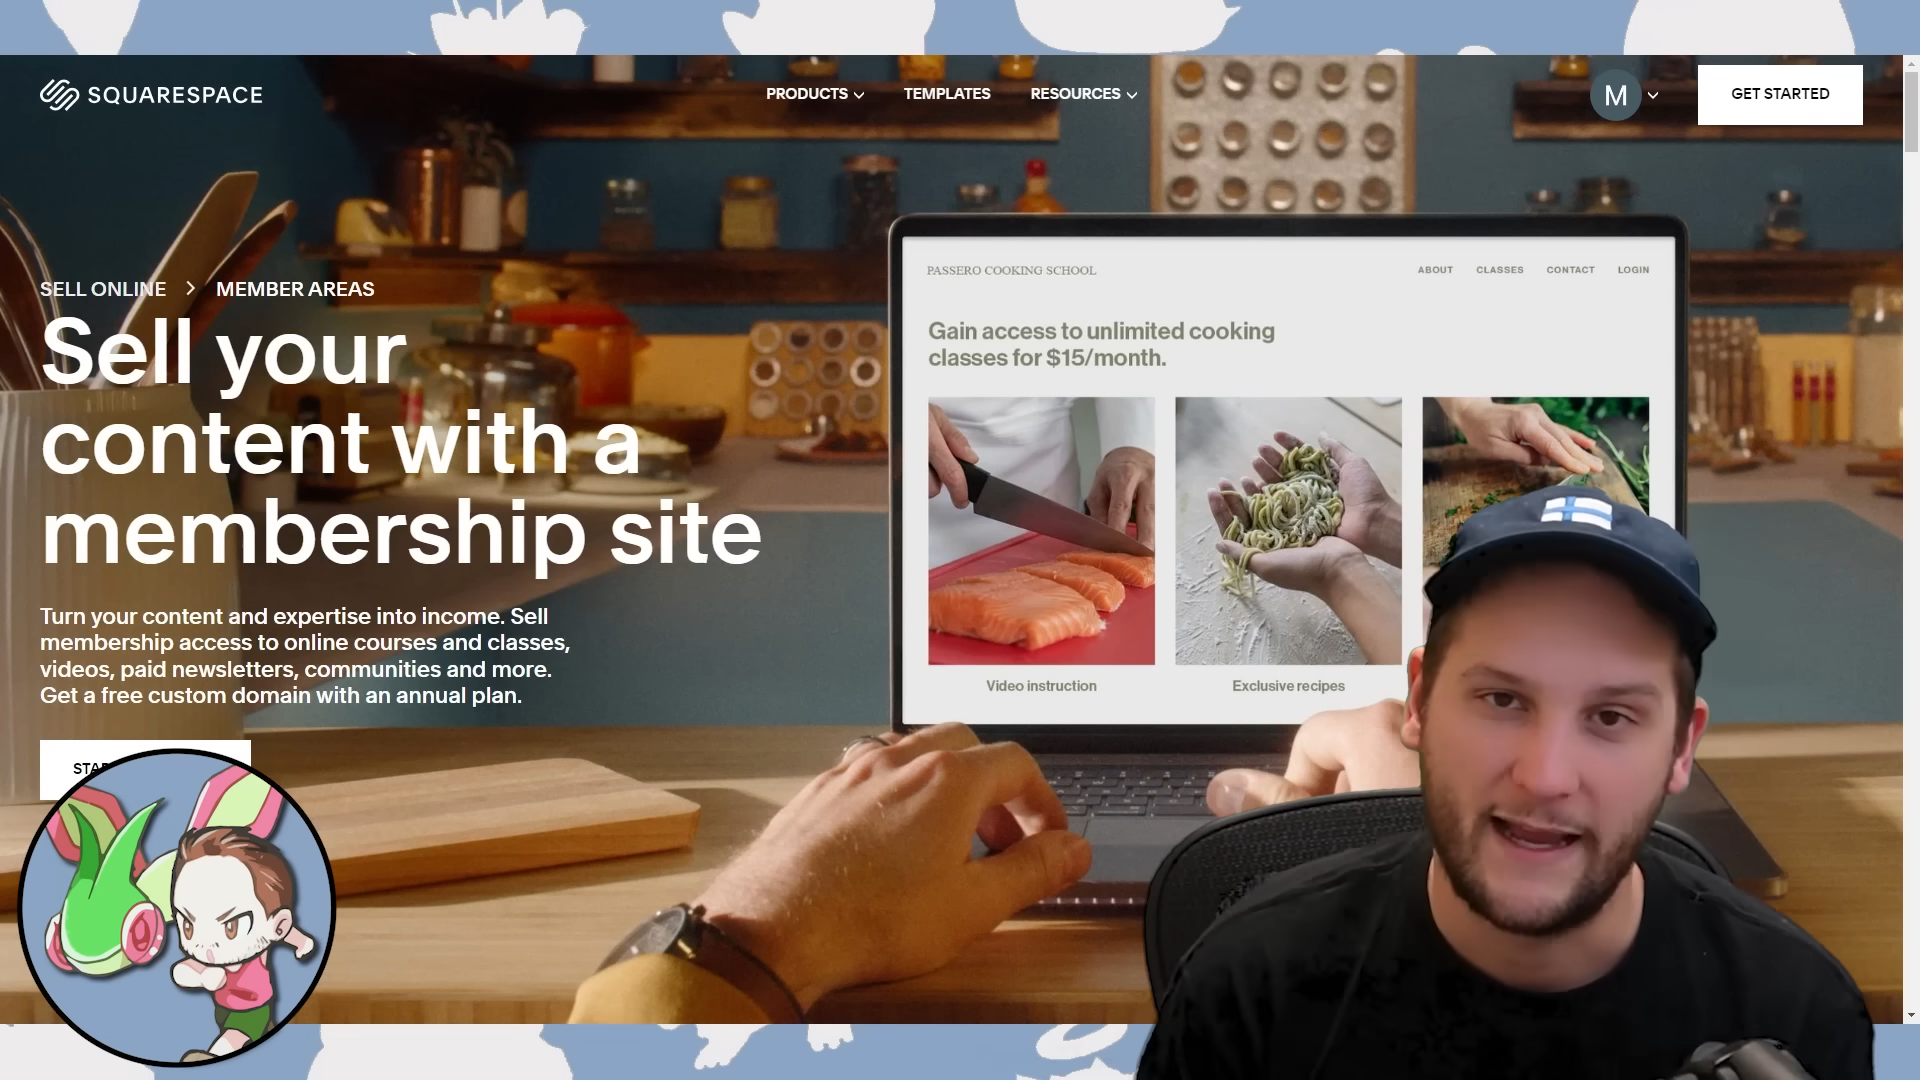 SQUARESPACE
PRODUCTS
TEMPLATES
RESOURCES
M
GET STARTED
SELL ONLINE
MEMBER AREAS
Sell your
content with a
membership site
Turn your content and expertise into income. Sell
membership access to online courses and classes,
videos, paid newsletters, communities and more.
Get a free custom domain with an annual plan.
PASSERO COOKING SCHOOL
ABOUT
CLASSES
CONTACT
LOGIN
Gain access to unlimited cooking
classes for $15/month.
Video instruction
Exclusive recipes